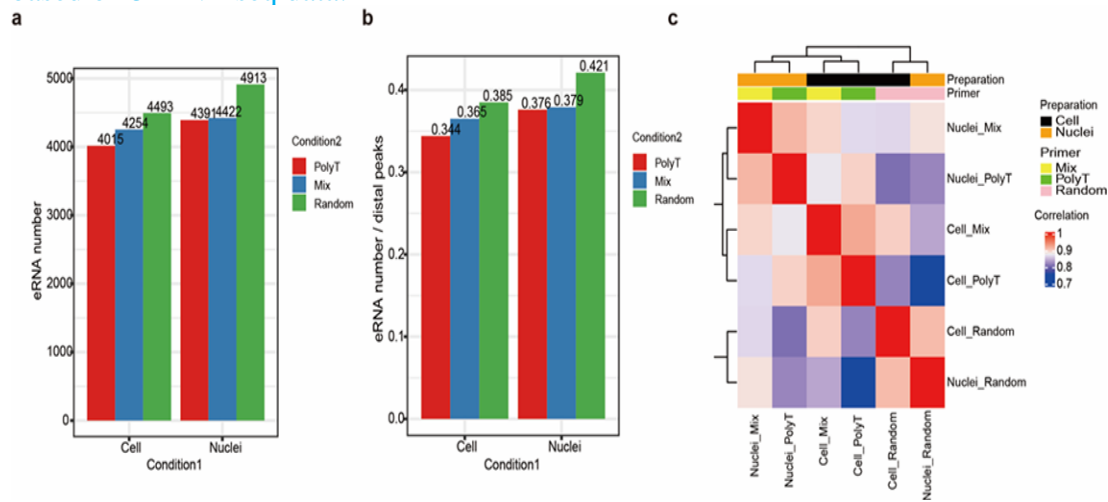 a
5000
4000
3000
2000
1000
0
eRNA number
4015
4254
4493
4391
4422
4913
Cell
Nuclei
Condition1
Condition2
PolyT
Mix
Random
b
0.4
0.3
0.2
0.1
0.0
eRNA number / distal peaks
0.344
0.365
0.385
0.376
0.379
0.421
Cell
Nuclei
Condition1
Condition2
PolyT
Mix
Random
c
Preparation
Primer
Nuclei_Mix
Nuclei_PolyT
Cell_Mix
Cell_PolyT
Cell_Random
Nuclei_Random
Nuclei_Mix
Nuclei_PolyT
Cell_Mix
Cell_PolyT
Cell_Random
Nuclei_Random
Preparation
Cell
Nuclei
Primer
Mix
PolyT
Random
Correlation
1
0.9
0.8
0.7